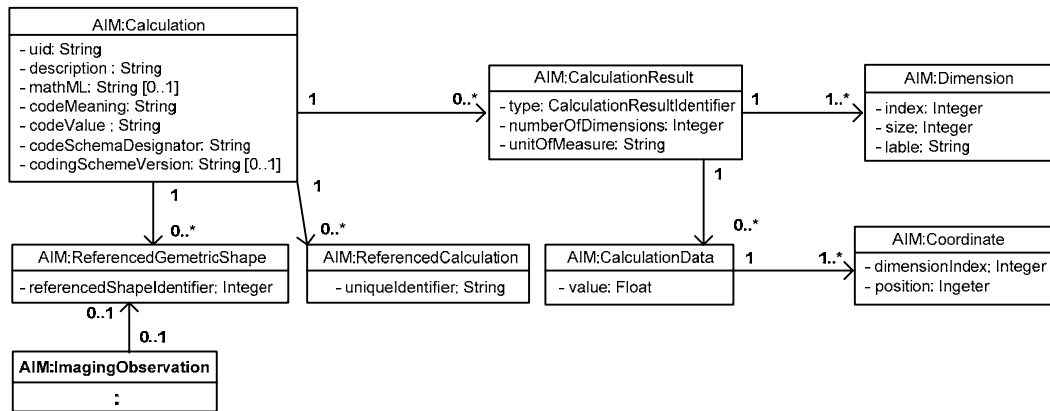 AIM:Calculation
- uid: String
- description : String
- mathML: String [0..1]
- codeMeaning: String
- codeValue : String
- codeSchemaDesignator: String
- codingSchemeVersion: String [0..1]
1
0..*
AIM:CalculationResult
- type: CalculationResultIdentifier
- numberOfDimensions: Integer
- unitOfMeasure: String
1
1..*
AIM:Dimension
- index: Integer
- size; Integer
- lable: String
1
0..*
1
0..*
1
0..*
AIM:ReferencedGemetricShape
- referencedShapeIdentifier; Integer
AIM:ReferencedCalculation
- uniqueIdentifier; String
AIM:CalculationData
- value: Float
1
1..*
AIM:Coordinate
- dimensionIndex; Integer
- position: Ingeter
0..1
0..1
AIM:ImagingObservation
: